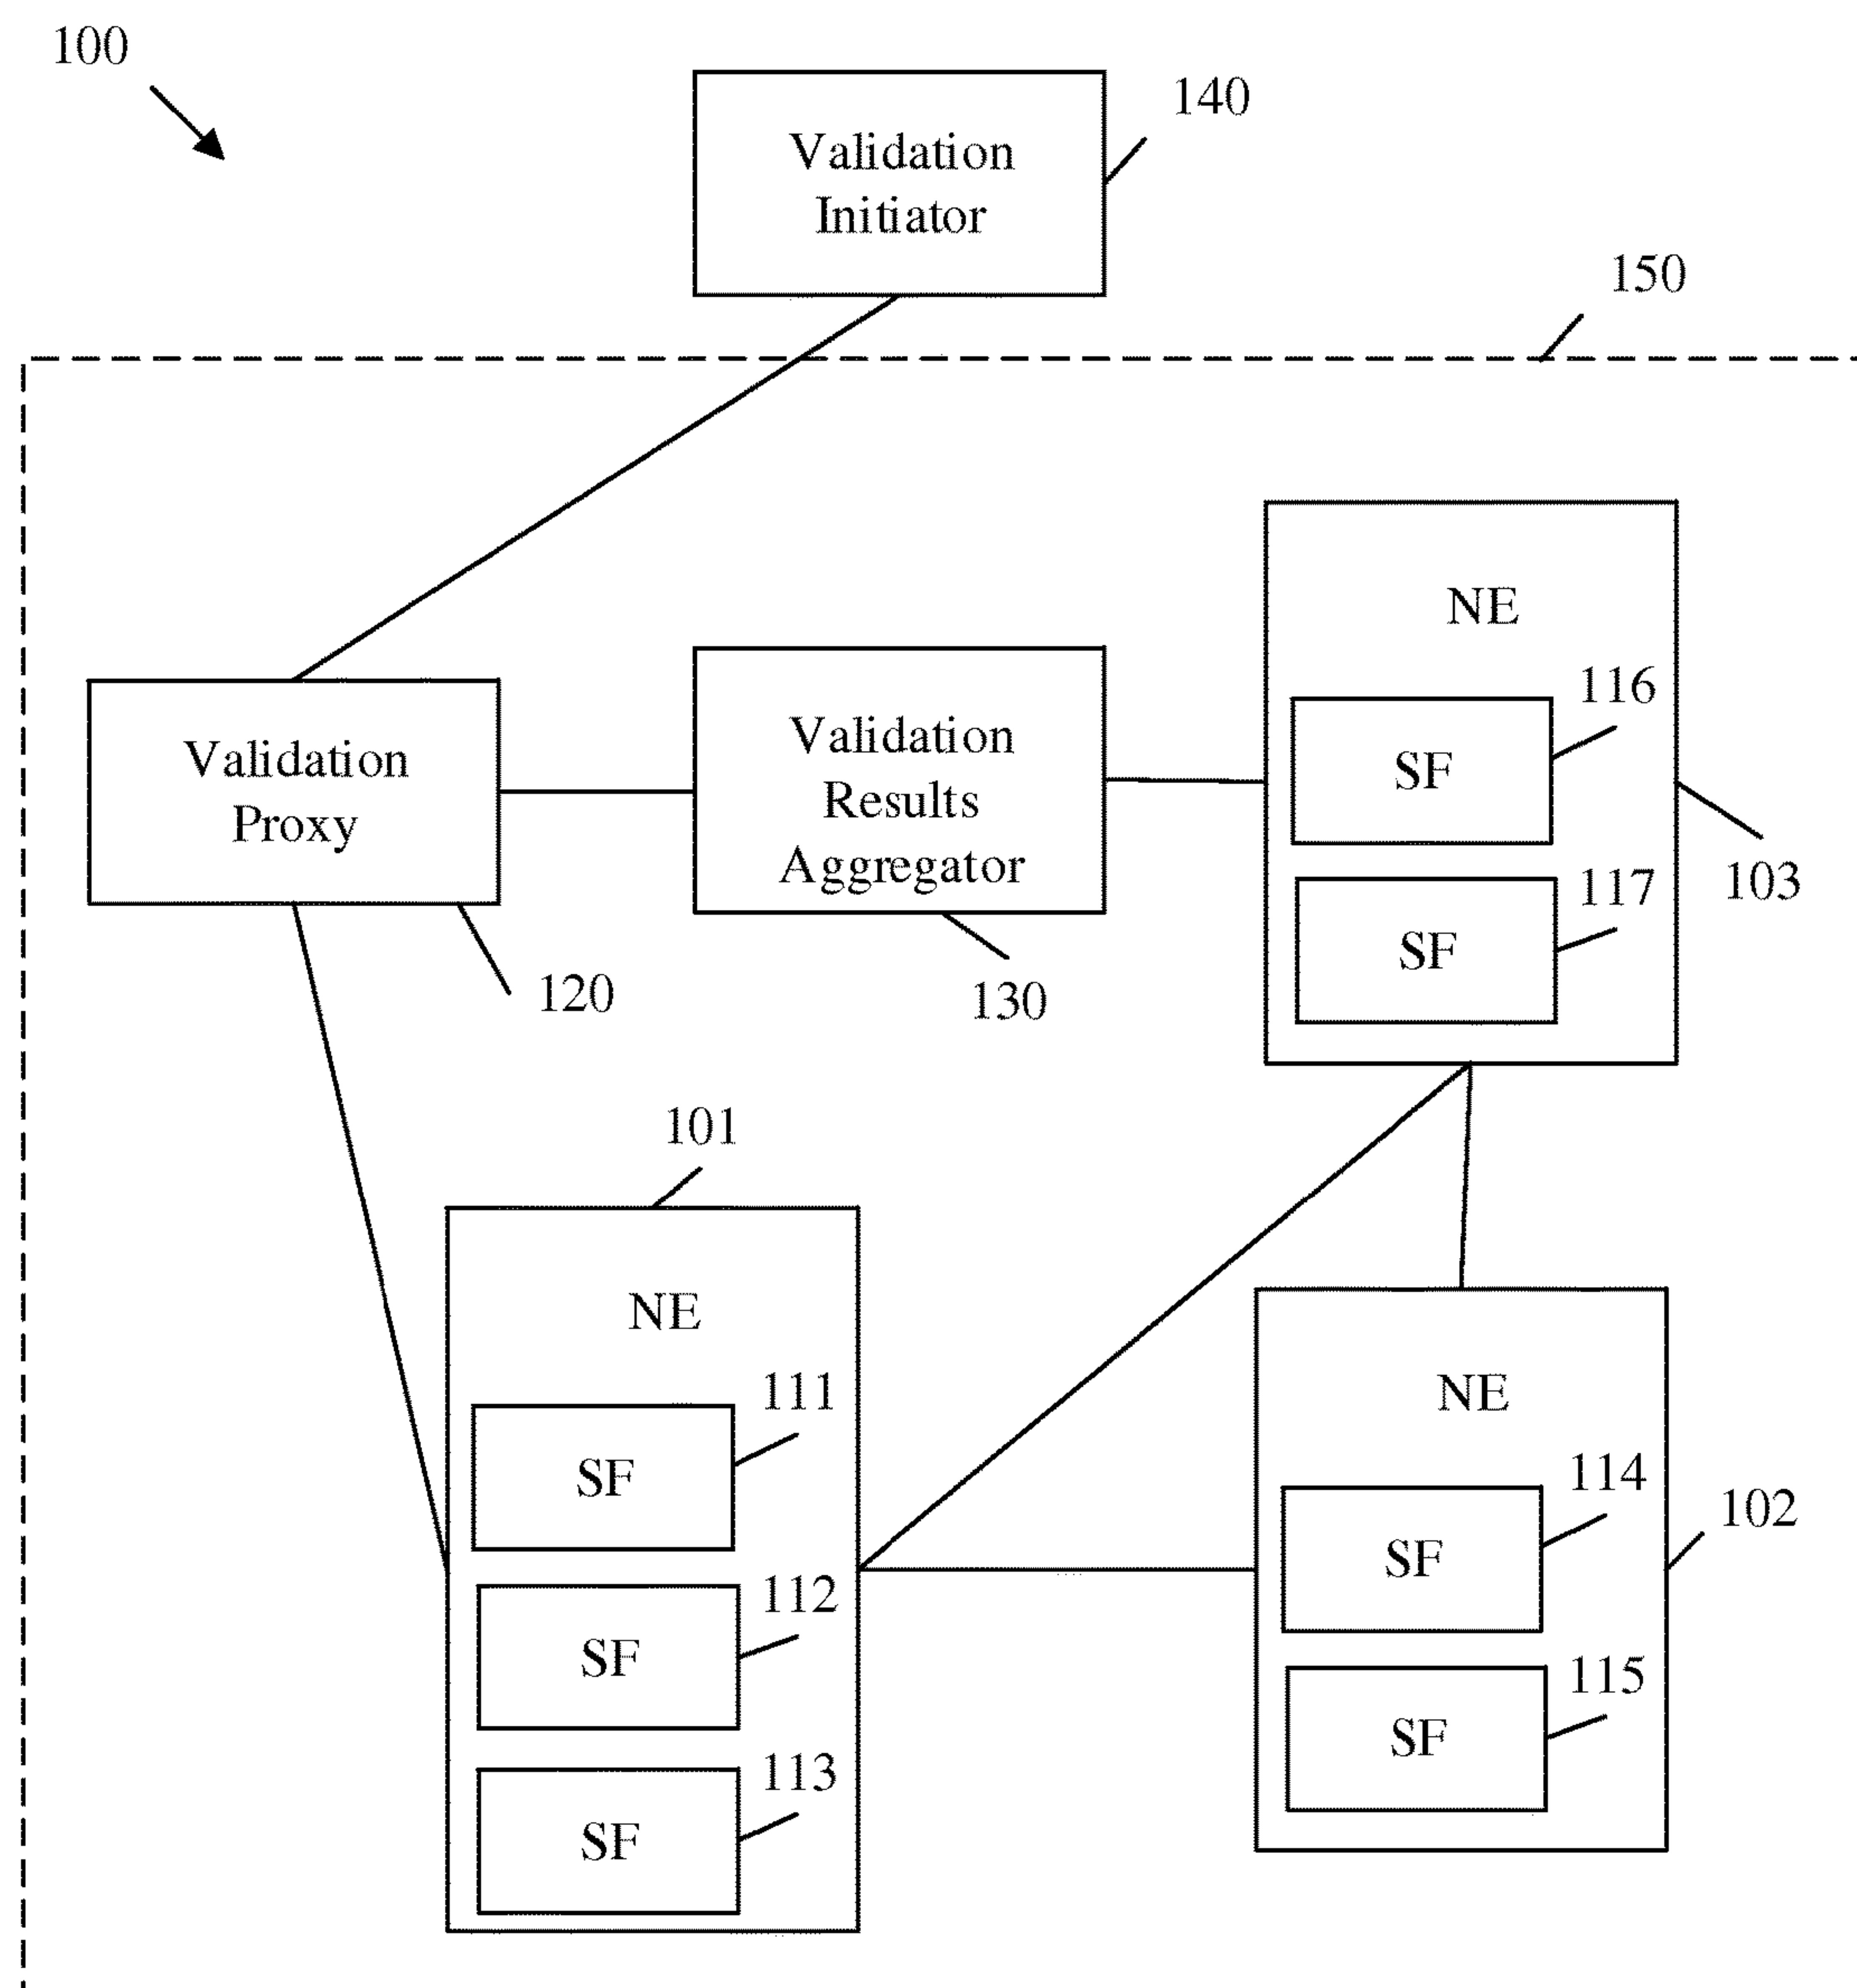 100
140
Validation
Initiator
150
NE
116
SF
Validation
Proxy
Validation
Results
Aggregator
103
117
SF
120
130
101
NE
111
SF
NE
114
SF
102
112
SF
115
SF
113
SF